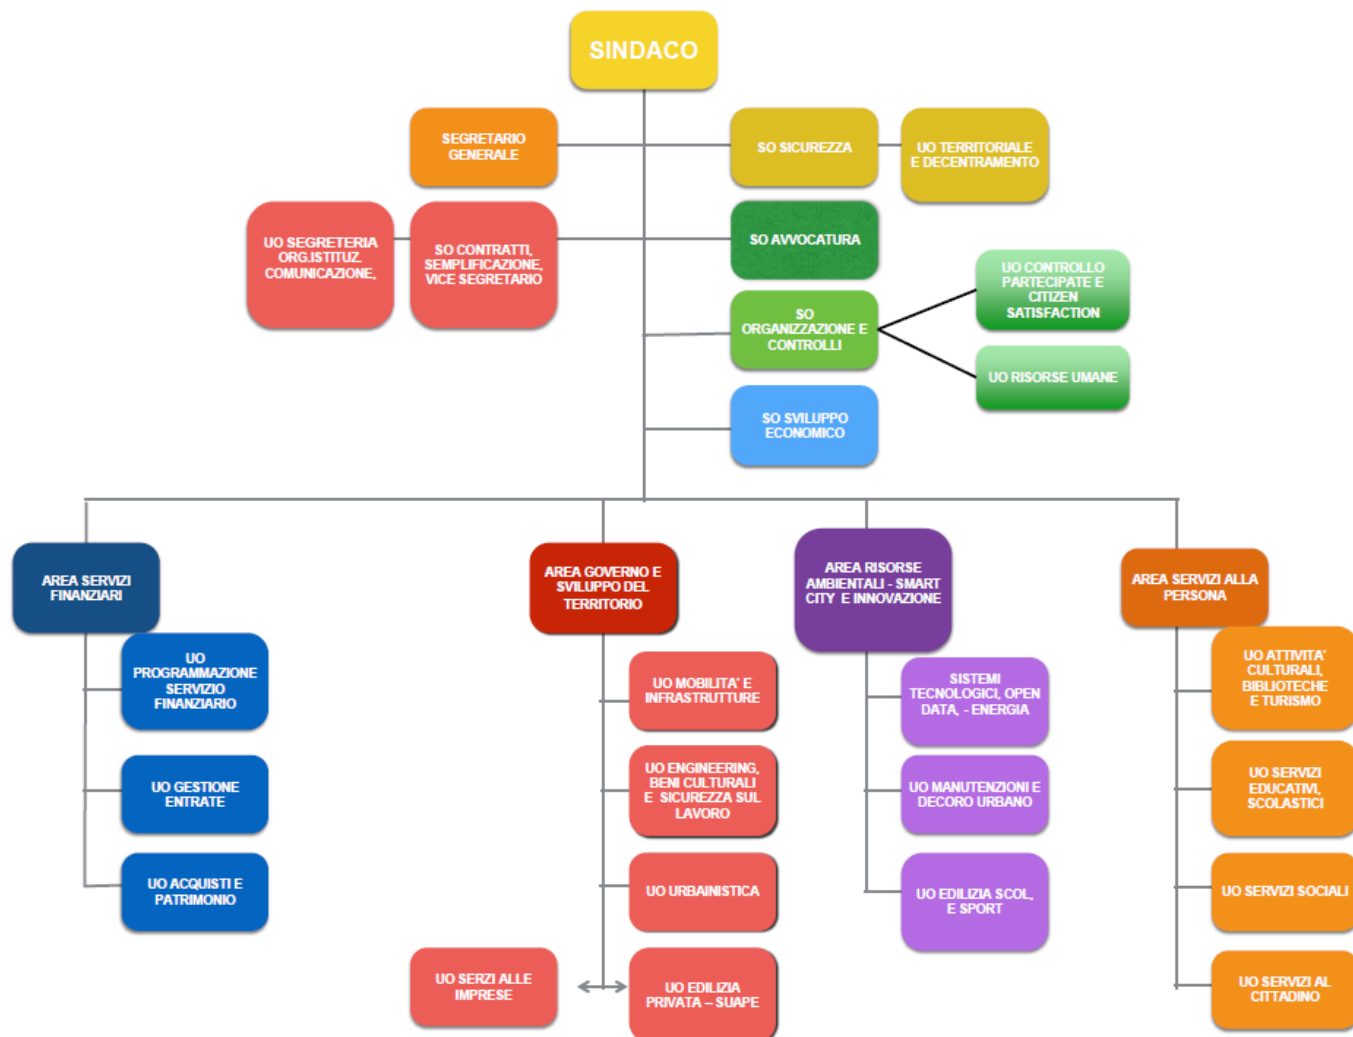 SINDACO
SEGRETARIO
GENERALE
SO SICUREZZA
UO TERRITORIALE
E DECENTRAMENTO
UO SEGRETERIA
ORG.ISTITUZ.
COMUNICAZIONE,
SO CONTRATTI,
SEMPLIFICAZIONE,
VICE SEGRETARIO
SO AVVOCATURA
SO
ORGANIZZAZIONE E
CONTROLLI
UO CONTROLLO
PARTECIPATE E
CITIZEN
SATISFACTION
UO RISORSE UMANE
SO SVILUPPO
ECONOMICO
AREA SERVIZI
FINANZIARI
UO
PROGRAMMAZIONE
SERVIZIO
FINANZIARIO
UO GESTIONE
ENTRATE
UO ACQUISTI E
PATRIMONIO
AREA GOVERNO E
SVILUPPO DEL
TERRITORIO
UO MOBILITA' E
INFRASTRUTTURE
UO ENGINEERING,
BENI CULTURALI
E SICUREZZA SUL
LAVORO
UO URBAINISTICA
UO SERZI ALLE
IMPRESE
UO EDILIZIA
PRIVATA – SUAPE
AREA RISORSE
AMBIENTALI - SMART
CITY E INNOVAZIONE
SISTEMI
TECNOLOGICI, OPEN
DATA, - ENERGIA
UO MANUTENZIONI E
DECORO URBANO
UO EDILIZIA SCOL,
E SPORT
AREA SERVIZI ALLA
PERSONA
UO ATTIVITA'
CULTURALI,
BIBLIOTECHE
E TURISMO
UO SERVIZI
EDUCATIVI,
SCOLASTICI
UO SERVIZI SOCIALI
UO SERVIZI AL
CITTADINO